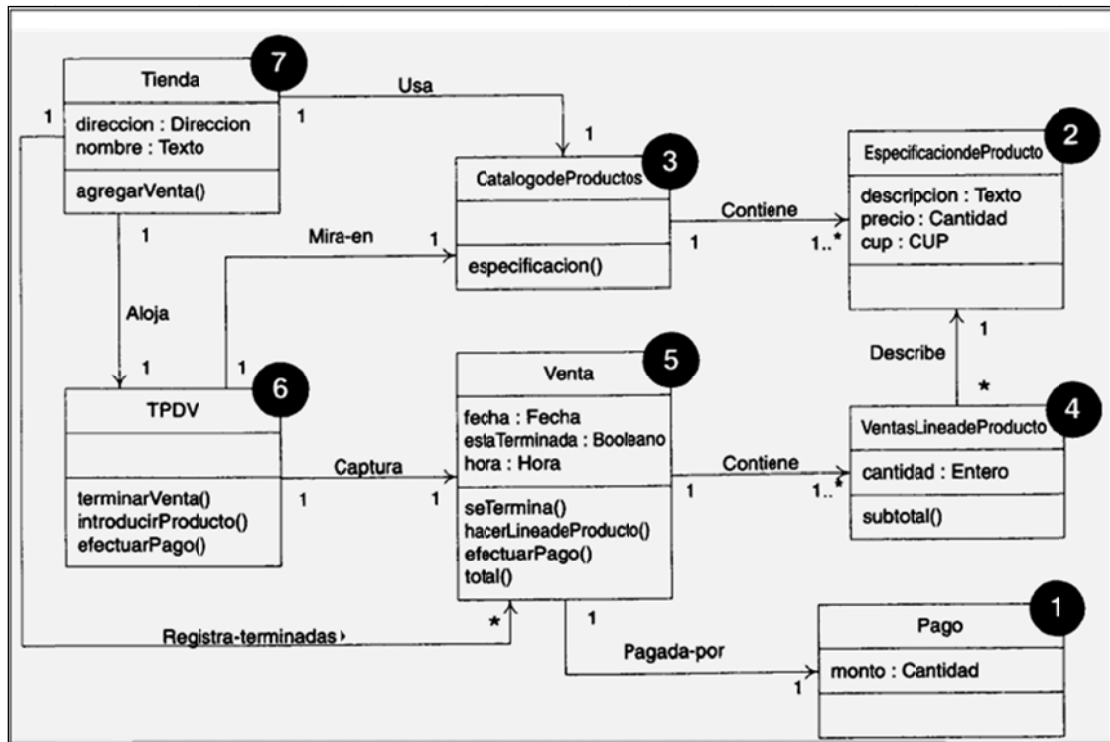 7
Tienda
direccion : Direccion
nombre : Texto
agregarVenta()
1
1
Usa
1
3
CatalogodeProductos
especificacion()
2
EspecificaciondeProducto
descripcion : Texto
precio : Cantidad
cup : CUP
Contiene
1
1..*
1
Aloja
1
Mira-en
1
1
6
TPDV
terminarVenta()
introducirProducto()
efectuarPago()
Captura
1
1
5
Venta
fecha : Fecha
estaTerminada : Booleano
hora : Hora
seTermina()
hacerLineadeProducto()
efectuarPago()
total()
Describe
1
*
4
VentasLineadeProducto
cantidad : Entero
subtotal()
Contiene
1
1..*
Registra-terminadas
*
1
Pagada-por
1
1
Pago
monto : Cantidad